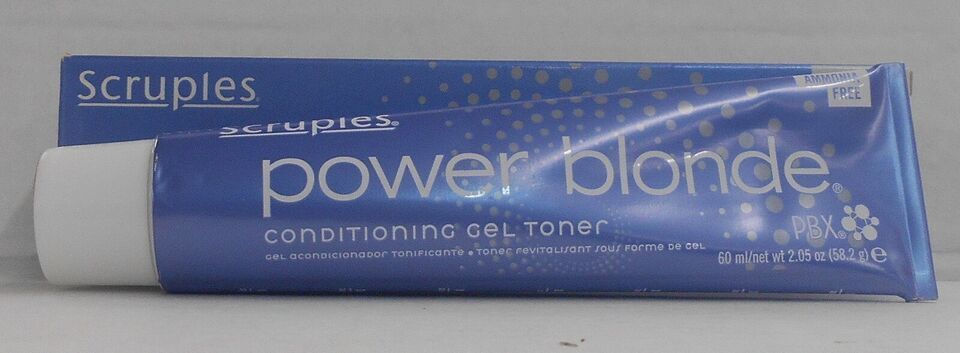 Scruples®
scruples®
AMMONIA
FREE
power blonde®
CONDITIONING GEL TONER
GEL ACONDICIONADOR TONIFICANTE • TONER REVITALISANT SOUS FORME DE GEL
PBX®
60 ml/net wt 2.05 oz (58.2 g) e